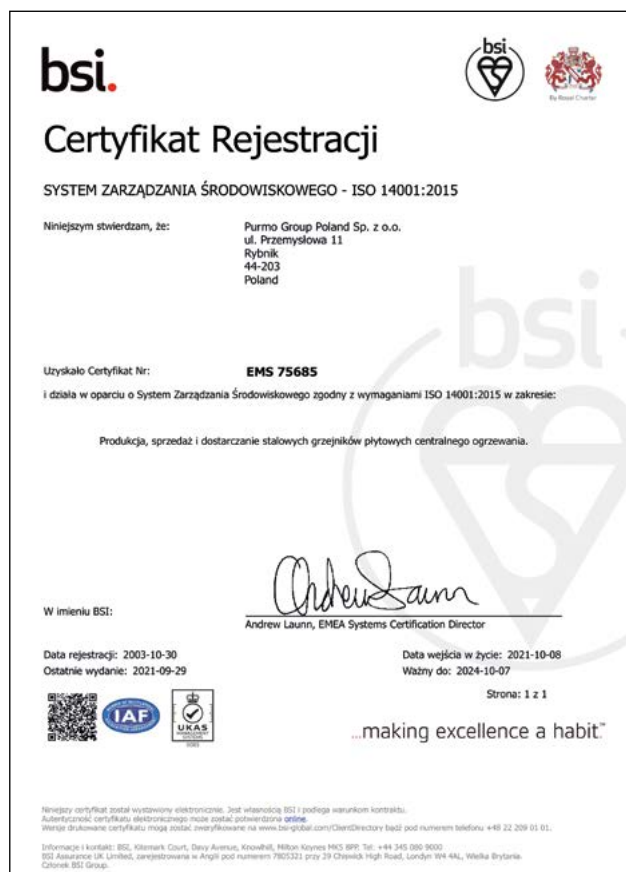 bsi.
bsi
By Royal Charter
Certyfikat Rejestracji
SYSTEM ZARZĄDZANIA ŚRODOWISKOWEGO - ISO 14001:2015
Niniejszym stwierdzam, że:
Purmo Group Poland Sp. z o.o.
ul. Przemysłowa 11
Rybnik
44-203
Poland
bsi
Uzyskało Certyfikat Nr:
EMS 75685
i działa w oparciu o System Zarządzania Środowiskowego zgodny z wymaganiami ISO 14001:2015 w zakresie:
Produkcja, sprzedaż i dostarczanie stalowych grzejników płytowych centralnego ogrzewania.
W imieniu BSI:
Andrew Launn, EMEA Systems Certification Director
Data rejestracji: 2003-10-30
Data wejścia w życie: 2021-10-08
Ostatnie wydanie: 2021-09-29
Ważny do: 2024-10-07
Strona: 1 z 1
IAF
UKAS
MANAGEMENT
SYSTEMS
...making excellence a habit.™
Niniejszy certyfikat został wystawiony elektronicznie. Jest własnością BSI i podlega warunkom kontraktu.
Autentyczność certyfikatu elektronicznego może zostać potwierdzona online.
Wersje drukowane certyfikatu mogą zostać zweryfikowane na www.bsi-global.com/ClientDirectory bądź pod numerem telefonu +48 22 209 01 01.
Informacje i kontakt: BSI, Kitemark Court, Davy Avenue, Knowlhill, Milton Keynes MK5 8PP. Tel: +44 345 080 9000
BSI Assurance UK Limited, zarejestrowana w Anglii pod numerem 7805321 przy 39 Chiswick High Road, Londyn W4 4AL, Wielka Brytania.
Członek BSI Group.